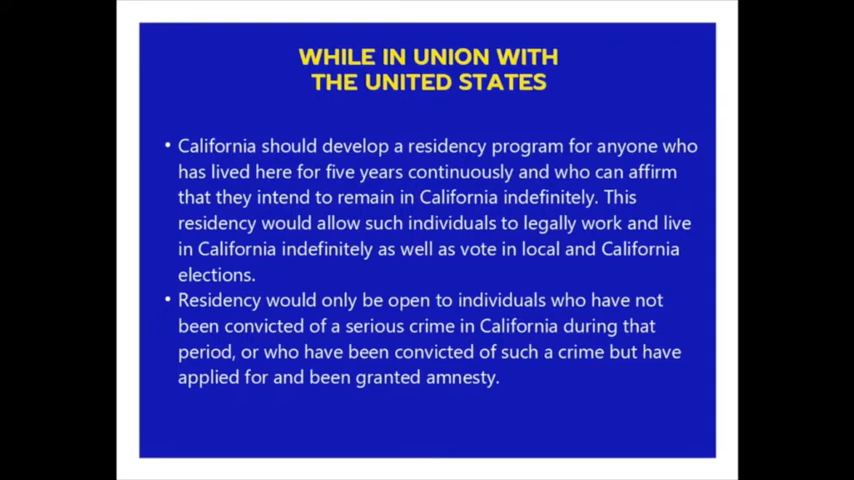 WHILE IN UNION WITH
THE UNITED STATES
• California should develop a residency program for anyone who
has lived here for five years continuously and who can affirm
that they intend to remain in California indefinitely. This
residency would allow such individuals to legally work and live
in California indefinitely as well as vote in local and California
elections.
• Residency would only be open to individuals who have not
been convicted of a serious crime in California during that
period, or who have been convicted of such a crime but have
applied for and been granted amnesty.